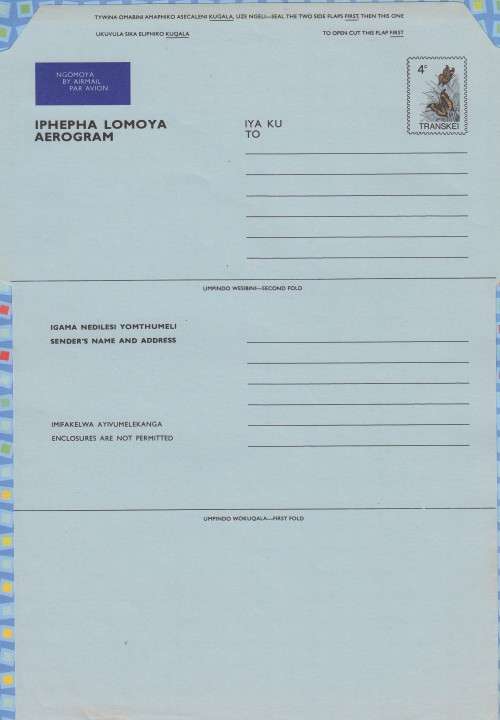 TYWINA OMABINI AMAPHIKO ASECALENI KUQALA, UZE NGELI—SEAL THE TWO SIDE FLAPS FIRST, THEN THIS ONE
UKUVULA SIKA ELIPHIKO KUQALA TO OPEN CUT THIS FLAP FIRST
NGOMOYA
BY AIRMAIL
PAR AVION
4c
TRANSKEI
IPHEPHA LOMOYA
AEROGRAM
IYA KU
TO
UMPINDO WESIBINI—SECOND FOLD
IGAMA NEDILESI YOMTHUMELI
SENDER'S NAME AND ADDRESS
IMIFAKELWA AYIVUMELEKANGA
ENCLOSURES ARE NOT PERMITTED
UMPINDO WOKUQALA—FIRST FOLD